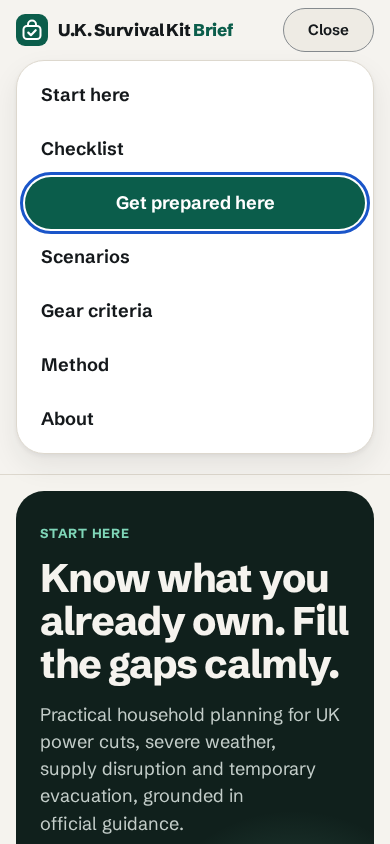 U.K. Survival Kit Brief
Close
Start here
Checklist
Get prepared here
Scenarios
Gear criteria
Method
About
START HERE
Know what you
already own. Fill
the gaps calmly.
Practical household planning for UK
power cuts, severe weather,
supply disruption and temporary
evacuation, grounded in
official guidance.